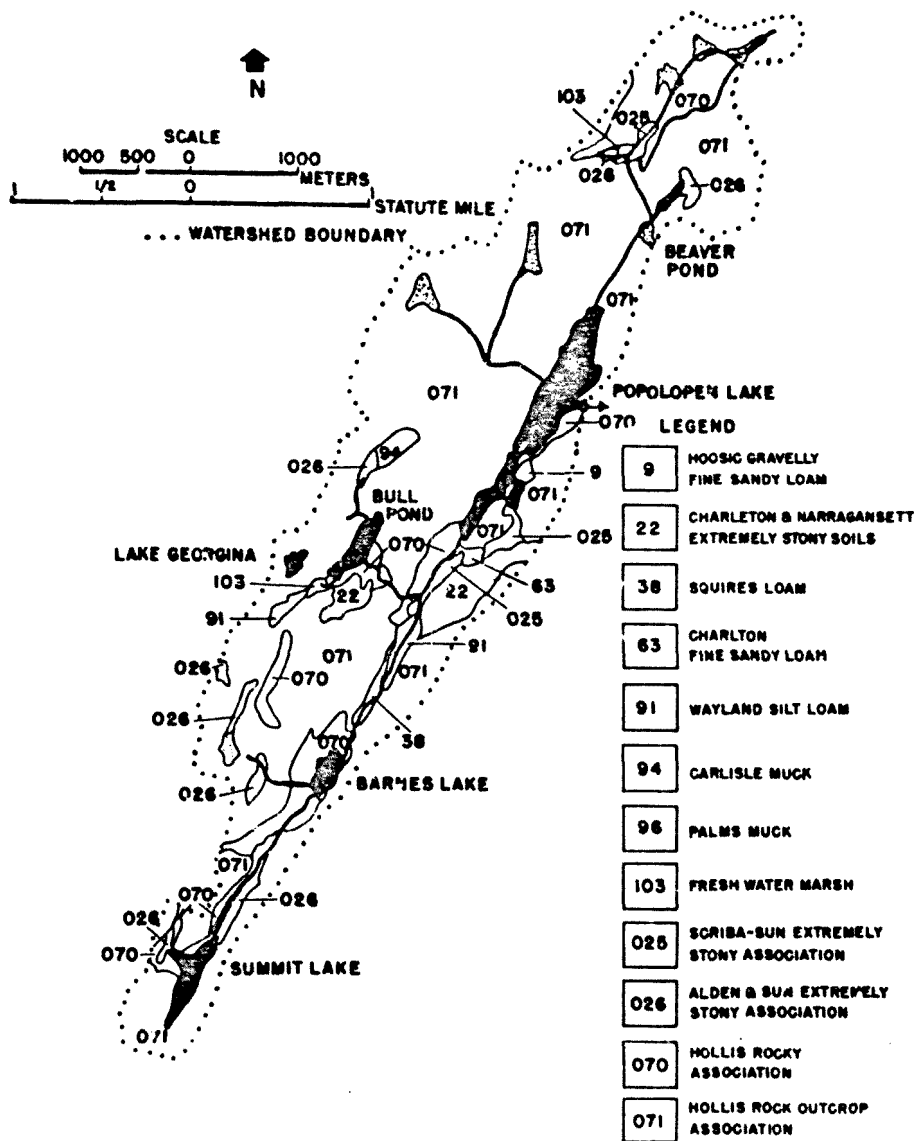 N
SCALE
1000 500 0 1000
METERS
1/2 0
1 1
STATUTE MILE
... WATERSHED BOUNDARY
103
025
070
071
026
026
071
BEAVER
POND
071
071
POPOLOPEN LAKE
070
026
94
9
BULL
POND
071
071
025
070
LAKE GEORGINA
103
22
63
22
025
91
91
071
071
026
070
026
38
070
026
BARNES LAKE
071
026
070
026
070
SUMMIT LAKE
071
LEGEND
9 HOOSIC GRAVELLY
FINE SANDY LOAM
22 CHARLETON & NARRAGANSETT
EXTREMELY STONY SOILS
38 SQUIRES LOAM
63 CHARLTON
FINE SANDY LOAM
91 WAYLAND SILT LOAM
94 CARLISLE MUCK
96 PALMS MUCK
103 FRESH WATER MARSH
025 SCRIBA-SUN EXTREMELY
STONY ASSOCIATION
026 ALDEN & SUN EXTREMELY
STONY ASSOCIATION
070 HOLLIS ROCKY
ASSOCIATION
071 HOLLIS ROCK OUTCROP
ASSOCIATION